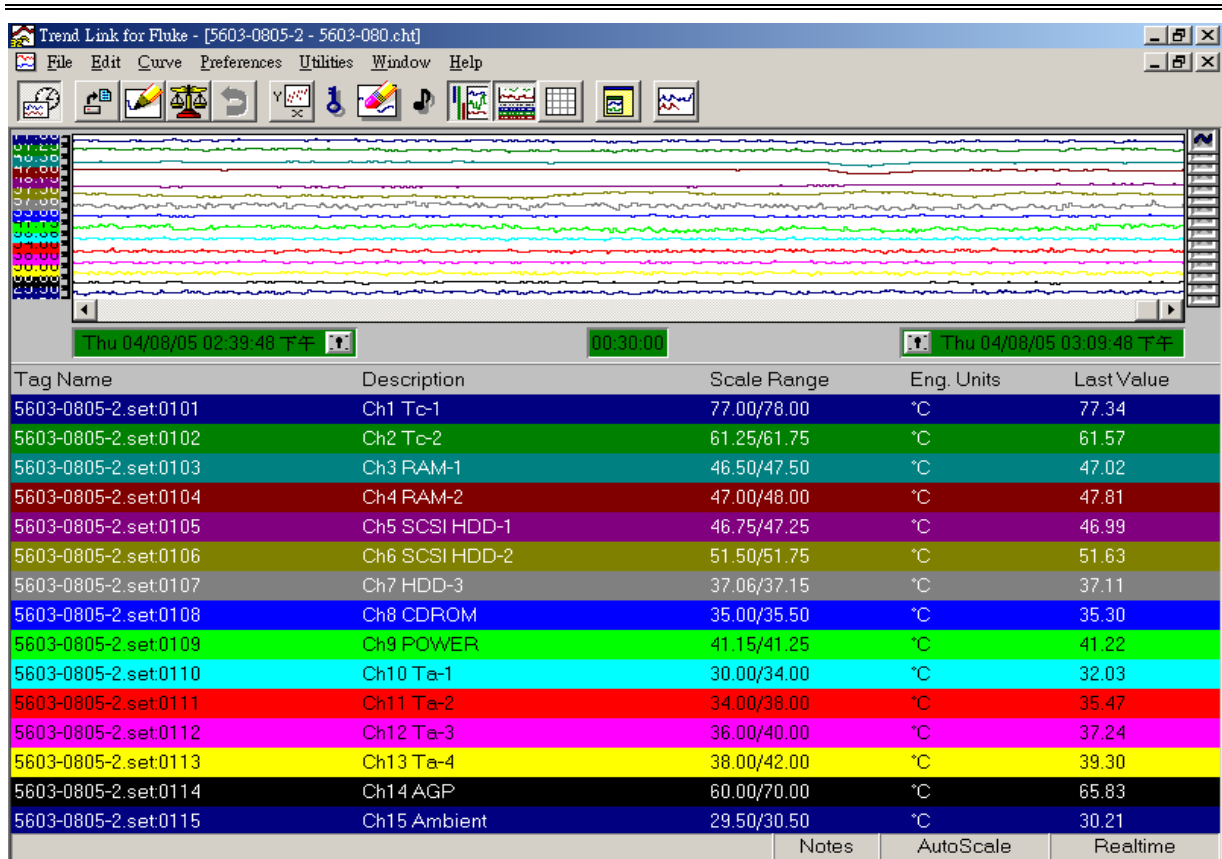 Trend Link for Fluke - [5603-0805-2 - 5603-080.cht]
File Edit Curve Preferences Utilities Window Help
Thu 04/08/05 02:39:48 下午 00:30:00 Thu 04/08/05 03:09:48 下午
Tag Name Description Scale Range Eng. Units Last Value
5603-0805-2.set:0101 Ch1 Tc-1 77.00/78.00 °C 77.34
5603-0805-2.set:0102 Ch2 Tc-2 61.25/61.75 °C 61.57
5603-0805-2.set:0103 Ch3 RAM-1 46.50/47.50 °C 47.02
5603-0805-2.set:0104 Ch4 RAM-2 47.00/48.00 °C 47.81
5603-0805-2.set:0105 Ch5 SCSI HDD-1 46.75/47.25 °C 46.99
5603-0805-2.set:0106 Ch6 SCSI HDD-2 51.50/51.75 °C 51.63
5603-0805-2.set:0107 Ch7 HDD-3 37.06/37.15 °C 37.11
5603-0805-2.set:0108 Ch8 CDROM 35.00/35.50 °C 35.30
5603-0805-2.set:0109 Ch9 POWER 41.15/41.25 °C 41.22
5603-0805-2.set:0110 Ch10 Ta-1 30.00/34.00 °C 32.03
5603-0805-2.set:0111 Ch11 Ta-2 34.00/38.00 °C 35.47
5603-0805-2.set:0112 Ch12 Ta-3 36.00/40.00 °C 37.24
5603-0805-2.set:0113 Ch13 Ta-4 38.00/42.00 °C 39.30
5603-0805-2.set:0114 Ch14 AGP 60.00/70.00 °C 65.83
5603-0805-2.set:0115 Ch15 Ambient 29.50/30.50 °C 30.21
Notes AutoScale Realtime